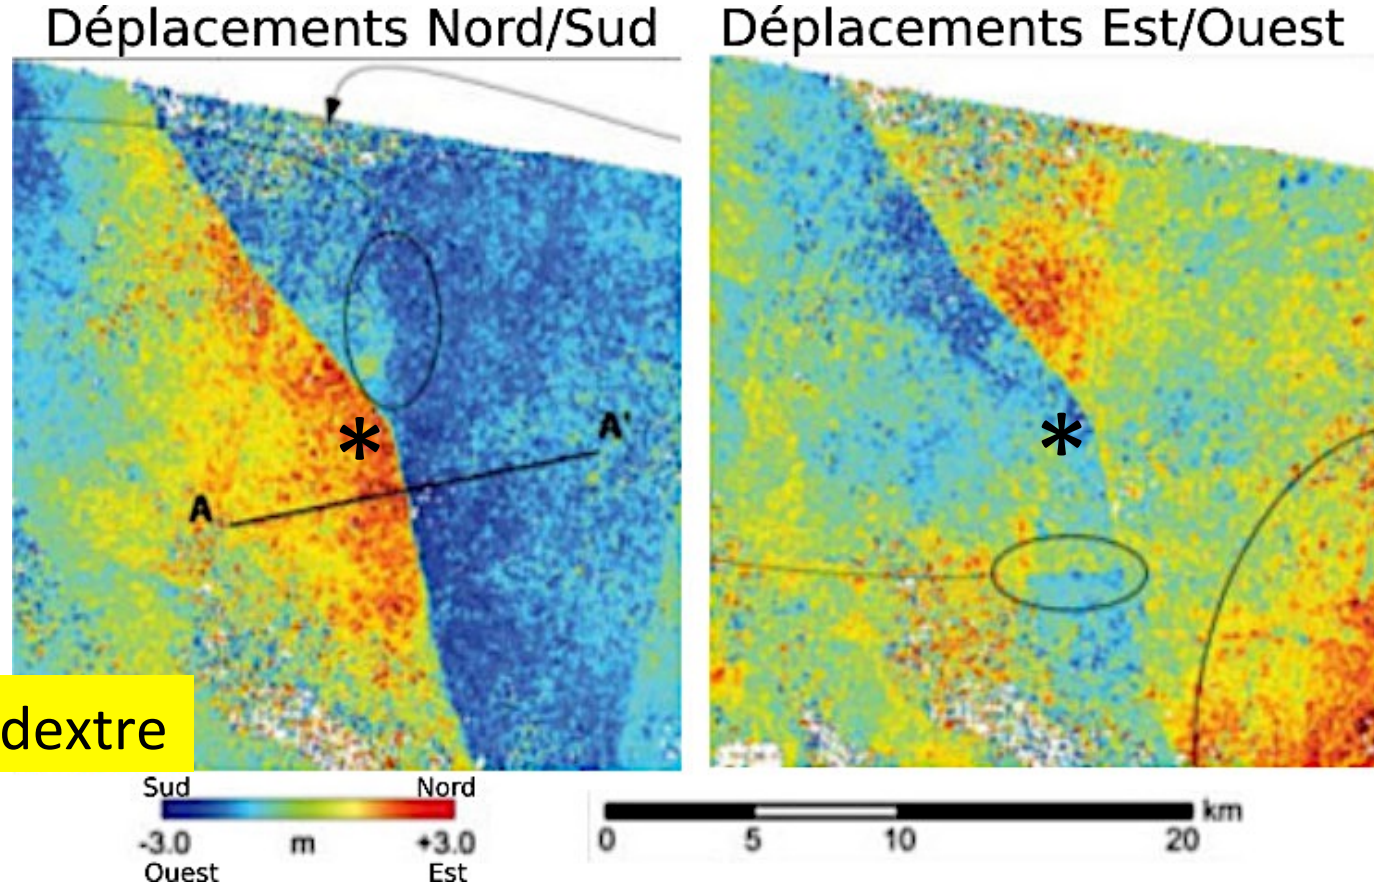 Déplacements Nord/Sud
Déplacements Est/Ouest
*
*
A'
A
dextre
Sud
Nord
-3.0
m
+3.0
Ouest
Est
km
0
5
10
20